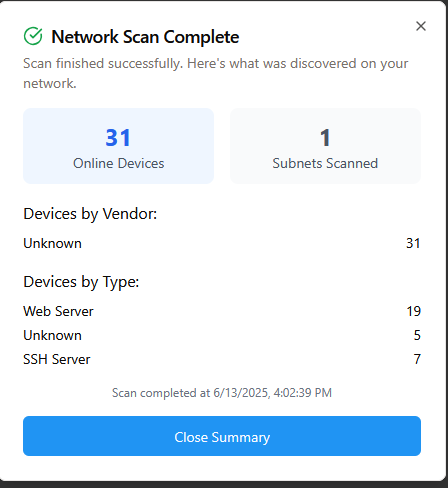 Network Scan Complete
Scan finished successfully. Here's what was discovered on your
network.
31
Online Devices
1
Subnets Scanned
Devices by Vendor:
Unknown 31
Devices by Type:
Web Server 19
Unknown 5
SSH Server 7
Scan completed at 6/13/2025, 4:02:39 PM
Close Summary